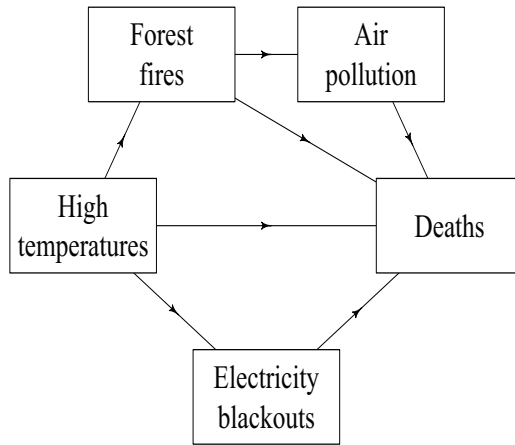 Forest
fires
Air
pollution
High
temperatures
Deaths
Electricity
blackouts